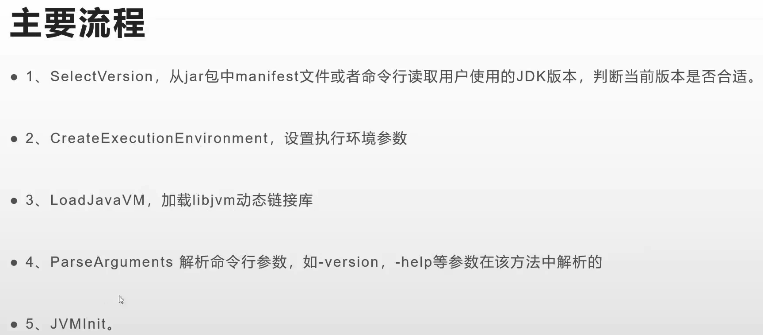 主要流程
● 1、SelectVersion，从jar包中manifest文件或者命令行读取用户使用的JDK版本，判断当前版本是否合适。
● 2、CreateExecutionEnvironment，设置执行环境参数
● 3、LoadJavaVM，加载libjvm动态链接库
● 4、ParseArguments 解析命令行参数，如-version，-help等参数在该方法中解析的
● 5、JVMInit。